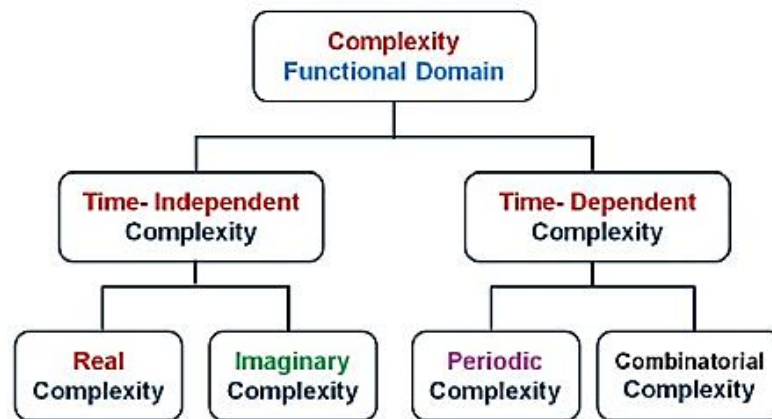 Complexity
Functional Domain
Time- Independent
Complexity
Time- Dependent
Complexity
Real
Complexity
Imaginary
Complexity
Periodic
Complexity
Combinatorial
Complexity